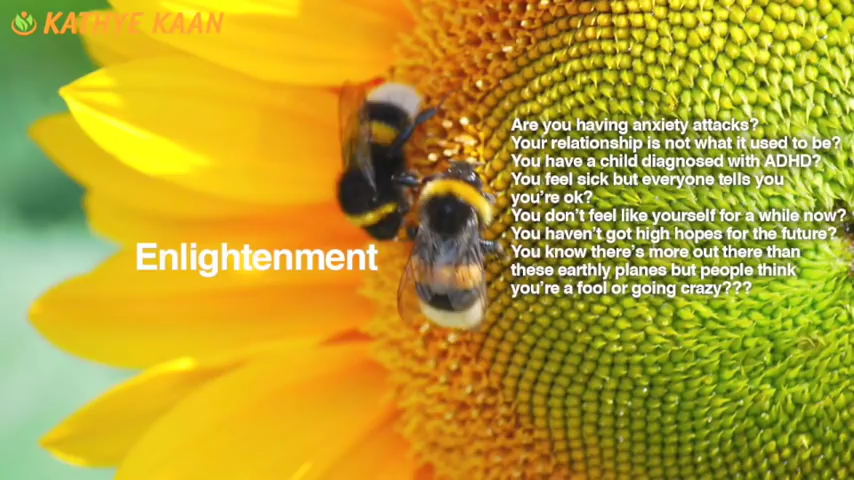 KATHYE KAAN
Are you having anxiety attacks?
Your relationship is not what it used to be?
You have a child diagnosed with ADHD?
You feel sick but everyone tells you
you're ok?
You don't feel like yourself for a while now?
You haven't got high hopes for the future?
You know there's more out there than
these earthly planes but people think
you're a fool or going crazy???
Enlightenment